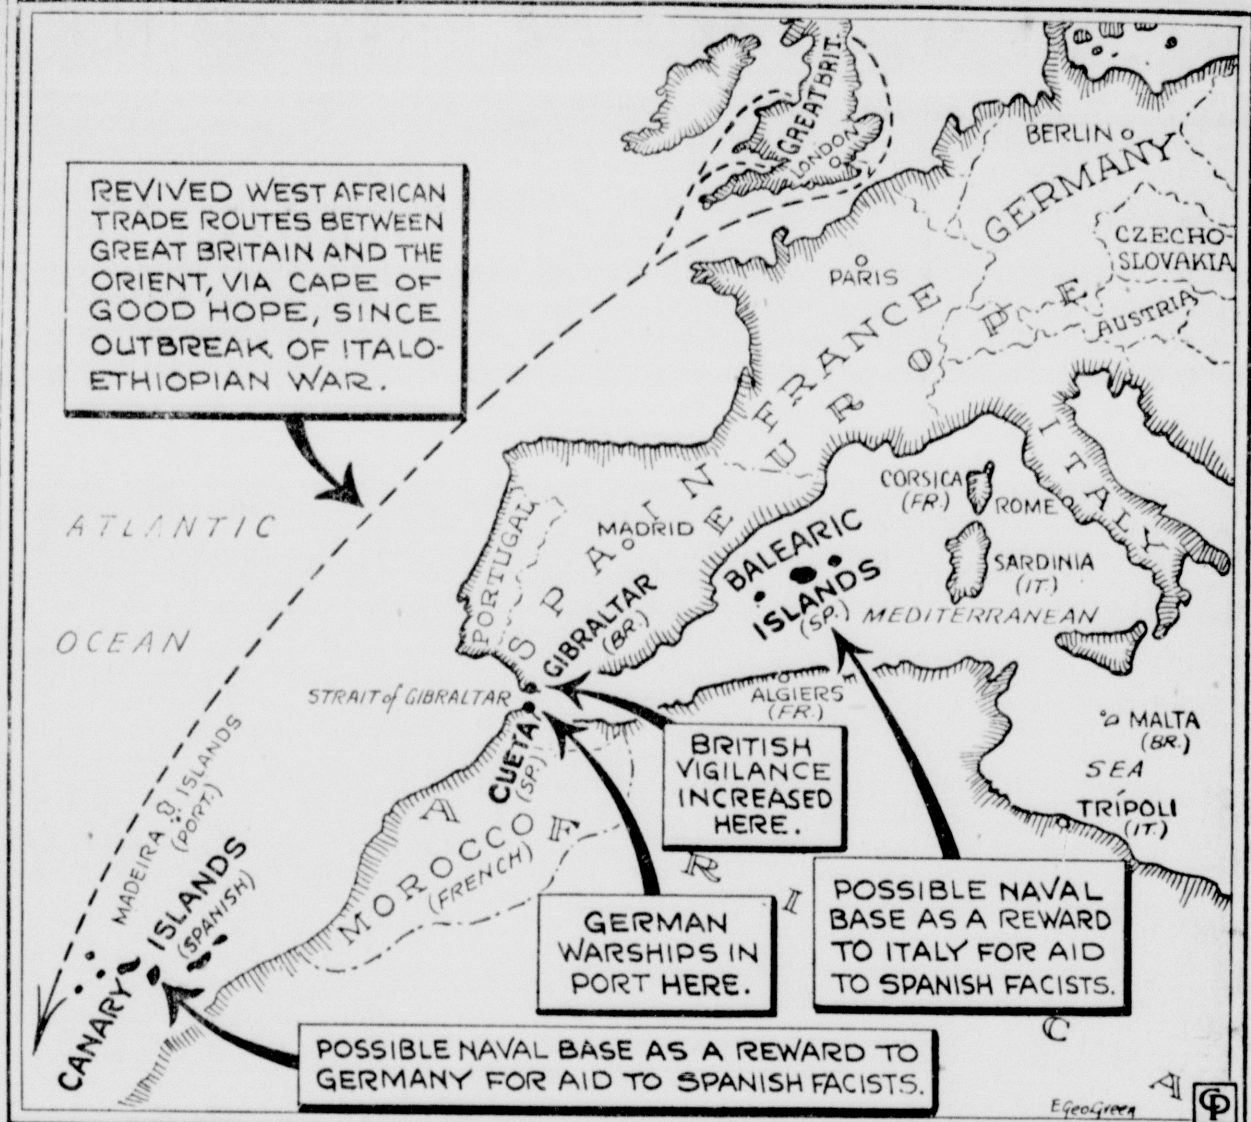 GREAT BRIT.
LONDON
BERLIN
GERMANY
CZECHO-
SLOVAKIA
AUSTRIA
PARIS
FRANCE
EUROPE
REVIVED WEST AFRICAN
TRADE ROUTES BETWEEN
GREAT BRITAIN AND THE
ORIENT, VIA CAPE OF
GOOD HOPE, SINCE
OUTBREAK OF ITALO-
ETHIOPIAN WAR.
ATLANTIC
OCEAN
PORTUGAL
SPAIN
MADRID
GIBRALTAR
(BR.)
BALEARIC
ISLANDS
(SP.)
CORSICA
(FR.)
ROME
ITALY
SARDINIA
(IT.)
MEDITERRANEAN
SEA
STRAIT of GIBRALTAR
ALGIERS
(FR.)
MALTA
(BR.)
TRIPOLI
(IT.)
CUETA
(SP.)
MOROCCO
(FRENCH)
AFRICA
MADEIRA ISLANDS
(PORT.)
CANARY ISLANDS
(SPANISH)
BRITISH
VIGILANCE
INCREASED
HERE.
GERMAN
WARSHIPS IN
PORT HERE.
POSSIBLE NAVAL
BASE AS A REWARD
TO ITALY FOR AID
TO SPANISH FACISTS.
POSSIBLE NAVAL BASE AS A REWARD TO
GERMANY FOR AID TO SPANISH FACISTS.
E Geo. Green
CP